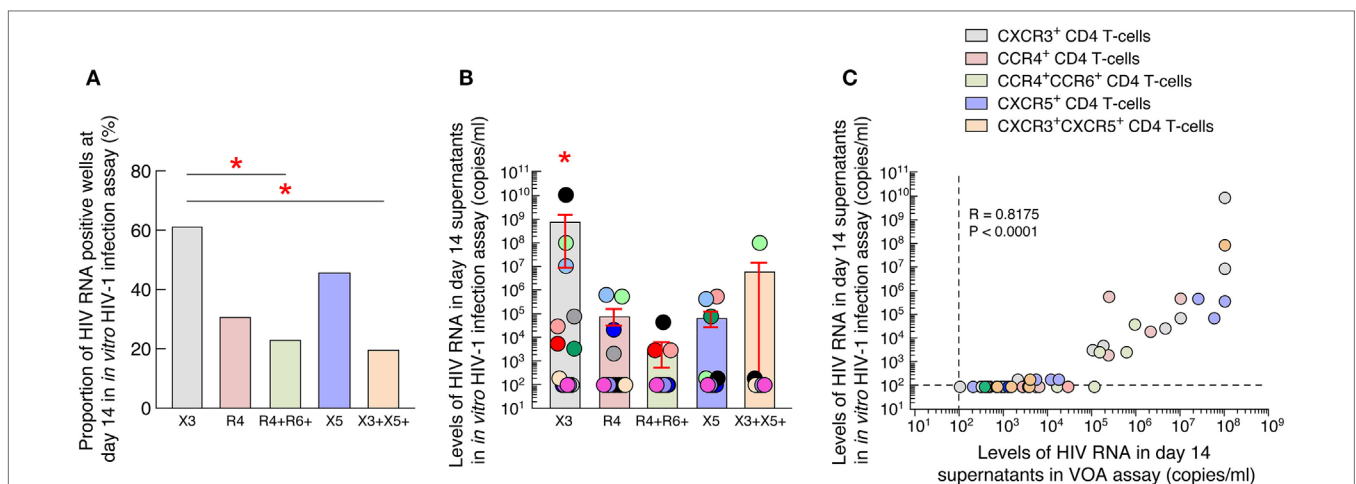 CXCR3+ CD4 T-cells
CCR4+ CD4 T-cells
CCR4+CCR6+ CD4 T-cells
CXCR5+ CD4 T-cells
CXCR3+CXCR5+ CD4 T-cells
A
Proportion of HIV RNA positive wells at
day 14 in in vitro HIV-1 infection assay (%)
80
60
40
20
0
*
*
X3 R4 R4+R6+ X5 X3+X5+
B
Levels of HIV RNA in day 14 supernatants
in in vitro HIV-1 infection assay (copies/ml)
10¹¹
10¹⁰
10⁹
10⁸
10⁷
10⁶
10⁵
10⁴
10³
10²
10¹
*
X3 R4 R4+R6+ X5 X3+X5+
C
Levels of HIV RNA in day 14 supernatants
in in vitro HIV-1 infection assay (copies/ml)
10¹¹
10¹⁰
10⁹
10⁸
10⁷
10⁶
10⁵
10⁴
10³
10²
10¹
R = 0.8175
P < 0.0001
10¹ 10² 10³ 10⁴ 10⁵ 10⁶ 10⁷ 10⁸ 10⁹
Levels of HIV RNA in day 14
supernatants in VOA assay (copies/ml)